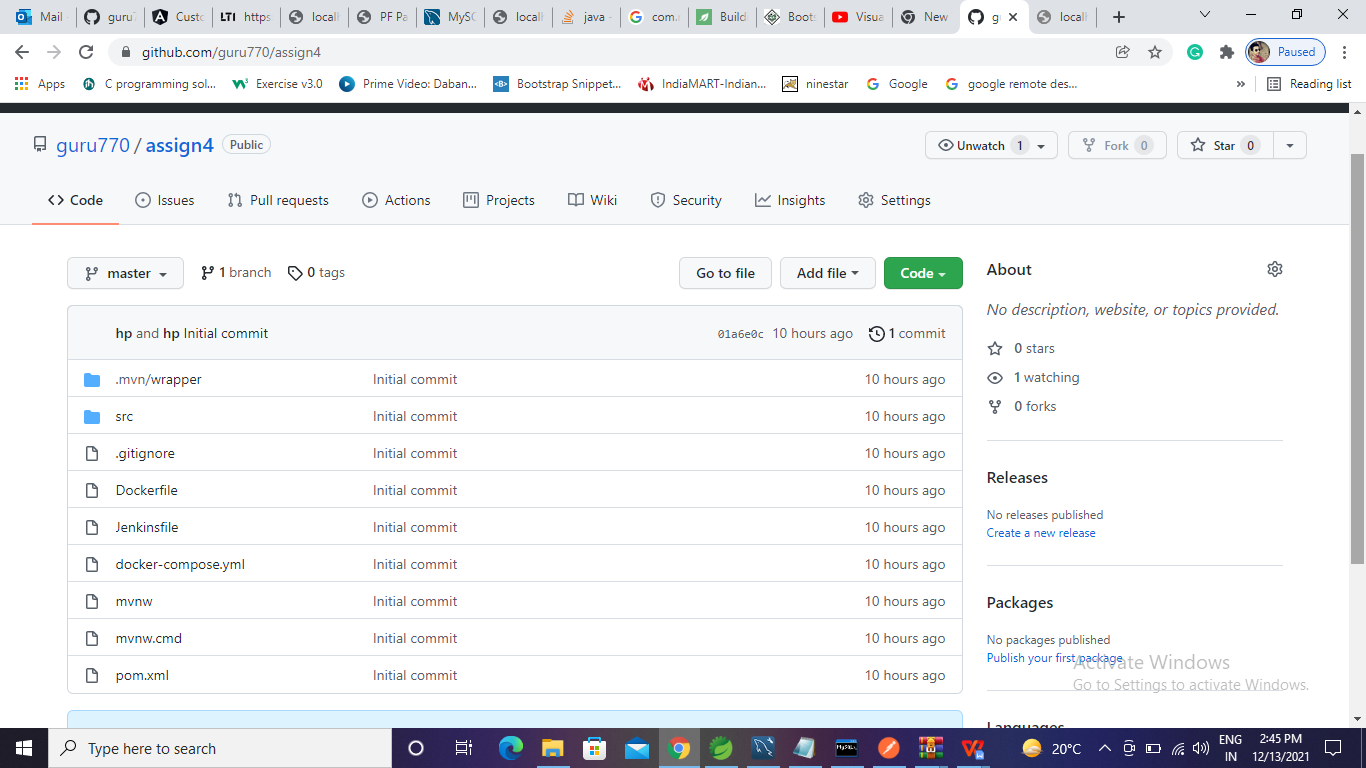 Mail
guru7
Custo
LTI https
localh
PF Pa
MySQ
localh
java -
com.m
Build
Boots
Visua
New
gu
localh
github.com/guru770/assign4
Paused
Apps
C programming sol...
Exercise v3.0
Prime Video: Daban...
Bootstrap Snippet...
IndiaMART-Indian...
ninestar
Google
google remote des...
»
Reading list
guru770 / assign4 Public
Unwatch 1
Fork 0
Star 0
Code
Issues
Pull requests
Actions
Projects
Wiki
Security
Insights
Settings
master
1 branch
0 tags
Go to file
Add file
Code
hp and hp Initial commit 01a6e0c 10 hours ago 1 commit
.mvn/wrapper Initial commit 10 hours ago
src Initial commit 10 hours ago
.gitignore Initial commit 10 hours ago
Dockerfile Initial commit 10 hours ago
Jenkinsfile Initial commit 10 hours ago
docker-compose.yml Initial commit 10 hours ago
mvnw Initial commit 10 hours ago
mvnw.cmd Initial commit 10 hours ago
pom.xml Initial commit 10 hours ago
About
No description, website, or topics provided.
0 stars
1 watching
0 forks
Releases
No releases published
Create a new release
Packages
No packages published
Publish your first package
Languages
Activate Windows
Go to Settings to activate Windows.
Type here to search
20°C
ENG
IN
2:45 PM
12/13/2021